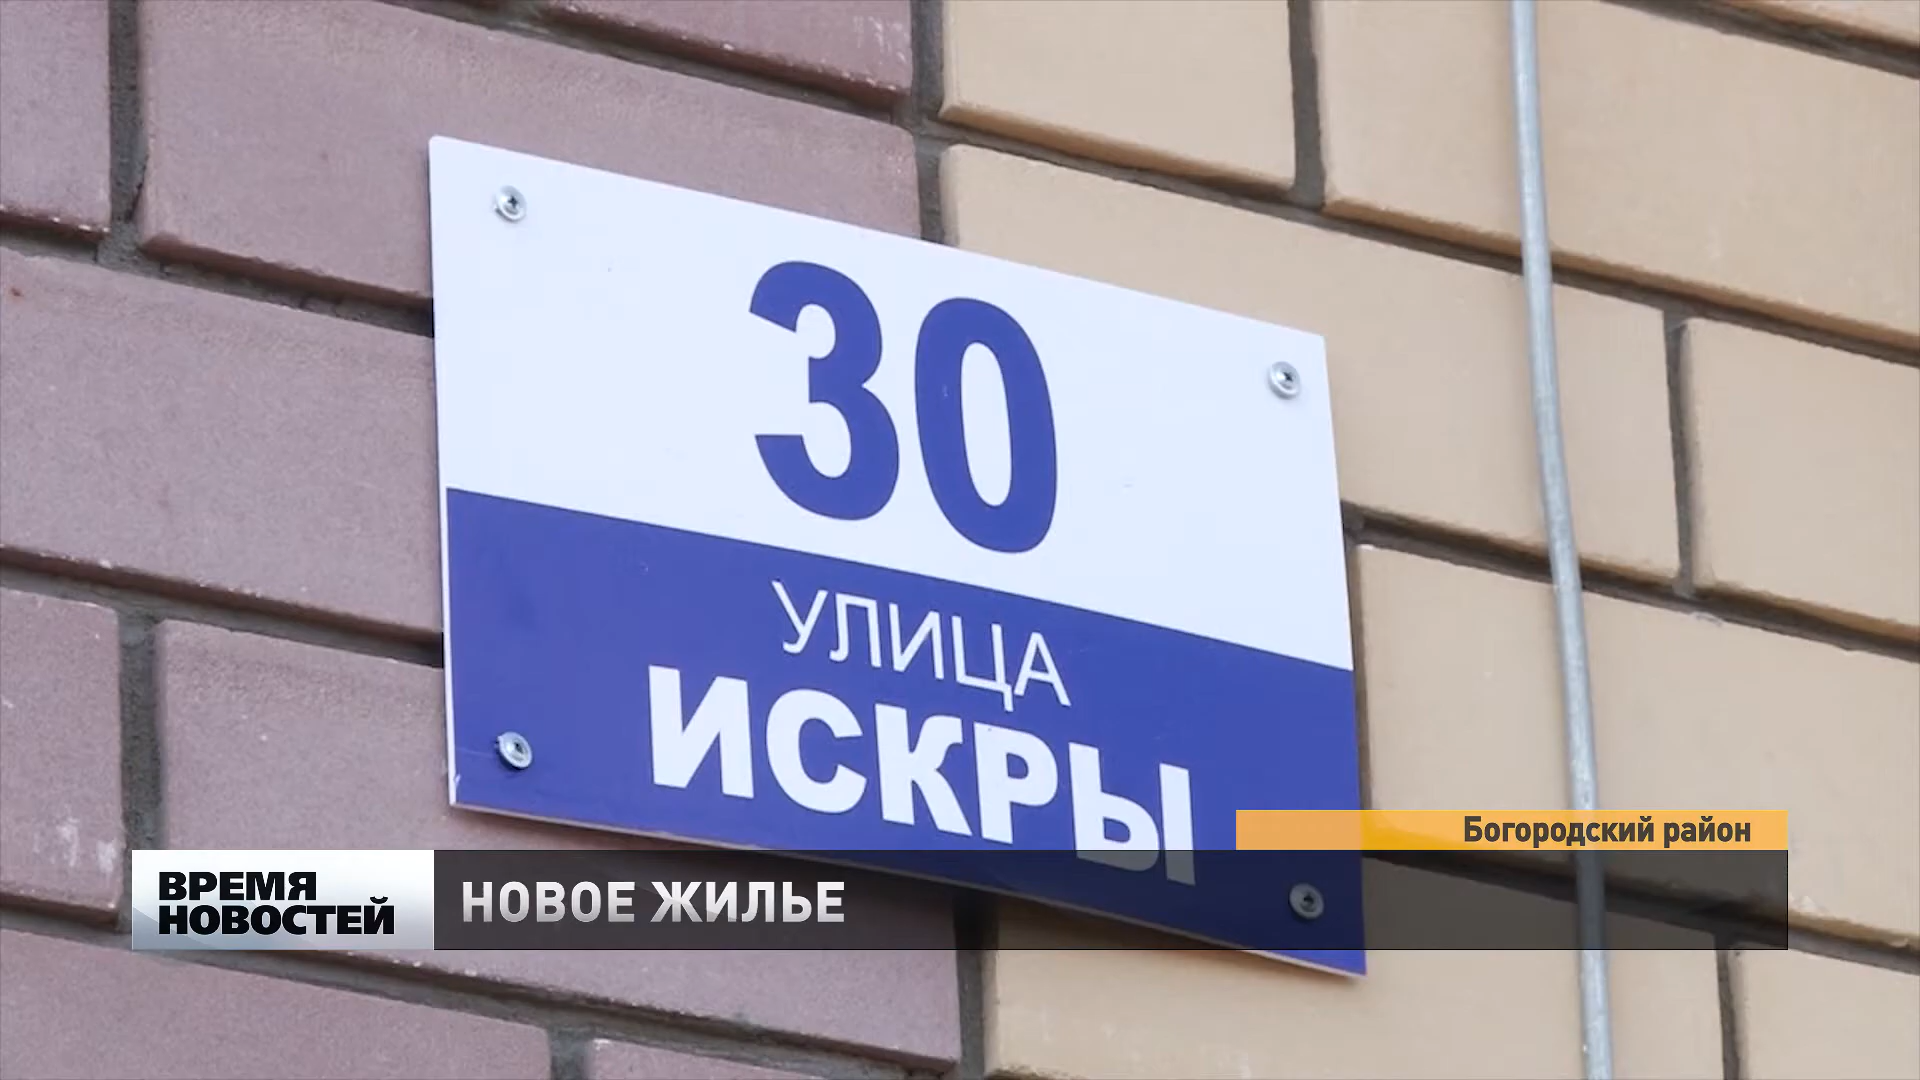 30
УЛИЦА
ИСКРЫ
Богородский район
ВРЕМЯ
НОВОСТЕЙ
НОВОЕ ЖИЛЬЕ